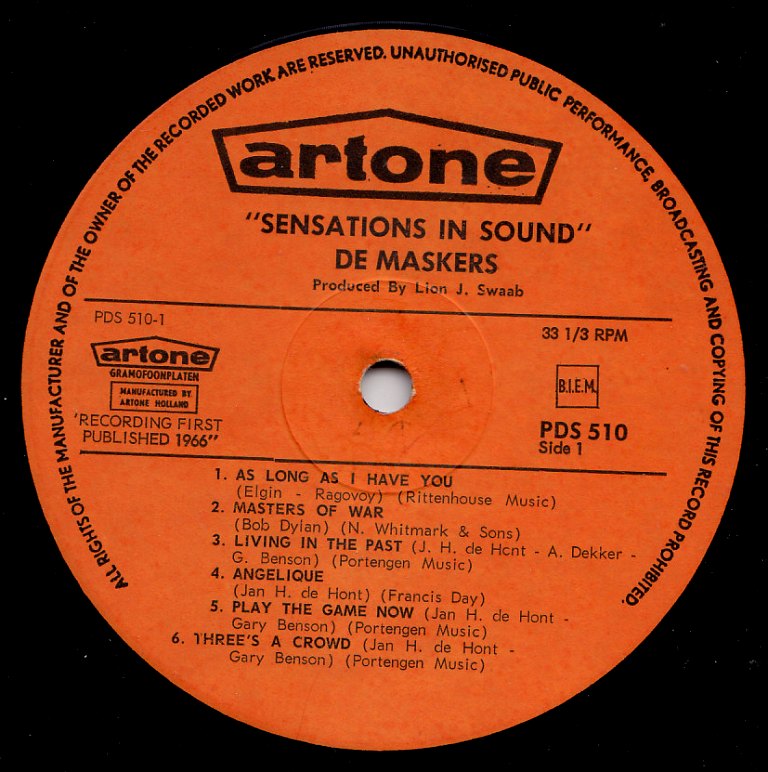 ALL RIGHTS OF THE MANUFACTURER AND OF THE OWNER OF THE RECORDED WORK ARE RESERVED. UNAUTHORISED PUBLIC PERFORMANCE, BROADCASTING AND COPYING OF THIS RECORD PROHIBITED.
artone
"SENSATIONS IN SOUND"
DE MASKERS
Produced By Lion J. Swaab
PDS 510-1
33 1/3 RPM
artone
GRAMOFOONPLATEN
MANUFACTURED BY
ARTONE HOLLAND
'RECORDING FIRST
PUBLISHED 1966"
B.I.E.M.
PDS 510
Side 1
1. AS LONG AS I HAVE YOU
(Elgin - Ragovoy) (Rittenhouse Music)
2. MASTERS OF WAR
(Bob Dylan) (N. Whitmark & Sons)
3. LIVING IN THE PAST (J. H. de Hont - A. Dekker -
G. Benson) (Portengen Music)
4. ANGELIQUE
(Jan H. de Hont) (Francis Day)
5. PLAY THE GAME NOW (Jan H. de Hont -
Gary Benson) (Portengen Music)
6. THREE'S A CROWD (Jan H. de Hont -
Gary Benson) (Portengen Music)